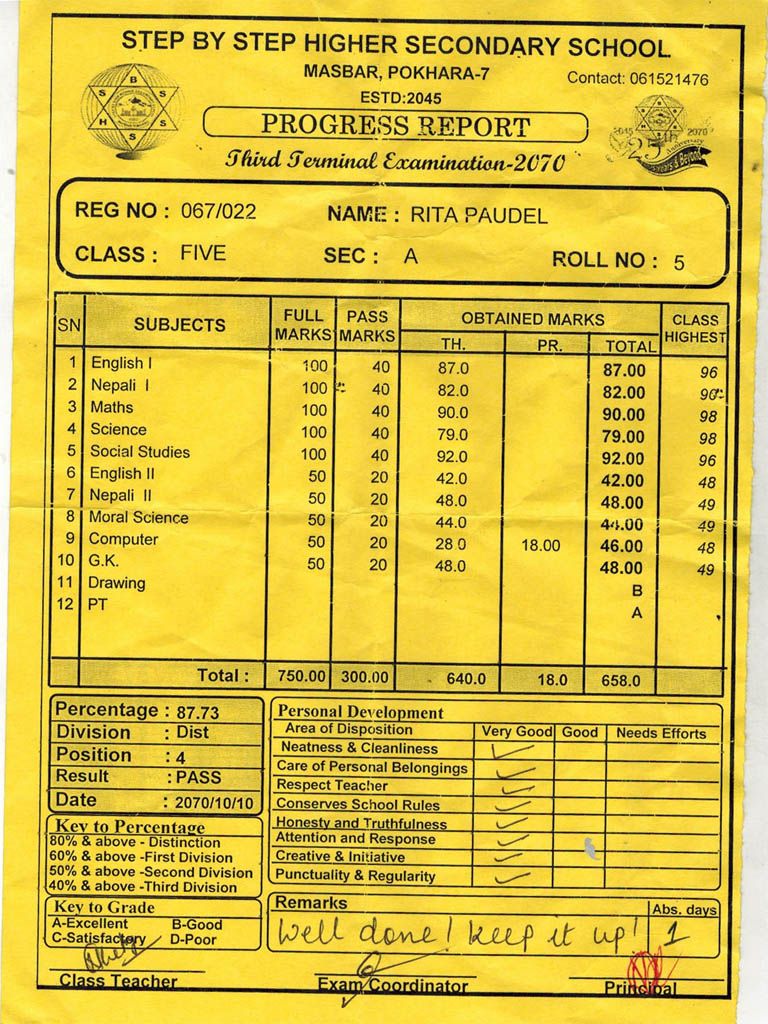 STEP BY STEP HIGHER SECONDARY SCHOOL
MASBAR, POKHARA-7
Contact: 061521476
ESTD:2045
PROGRESS REPORT
Third Terminal Examination-2070
B S S S S H
2045 25th 2070
Anniversary
REG NO : 067/022 NAME : RITA PAUDEL
CLASS : FIVE SEC : A ROLL NO : 5
SN SUBJECTS FULL MARKS PASS MARKS OBTAINED MARKS CLASS HIGHEST
TH. PR. TOTAL
1 English I 100 40 87.0 87.00 96
2 Nepali I 100 40 82.0 82.00 90
3 Maths 100 40 90.0 90.00 98
4 Science 100 40 79.0 79.00 98
5 Social Studies 100 40 92.0 92.00 96
6 English II 50 20 42.0 42.00 48
7 Nepali II 50 20 48.0 48.00 49
8 Moral Science 50 20 44.0 44.00 49
9 Computer 50 20 28.0 18.00 46.00 48
10 G.K. 50 20 48.0 48.00 49
11 Drawing B
12 PT A
Total : 750.00 300.00 640.0 18.0 658.0
Percentage : 87.73
Division : Dist
Position : 4
Result : PASS
Date : 2070/10/10
Key to Percentage
80% & above - Distinction
60% & above -First Division
50% & above -Second Division
40% & above -Third Division
Key to Grade
A-Excellent B-Good
C-Satisfactory D-Poor
Personal Development
Area of Disposition Very Good Good Needs Efforts
Neatness & Cleanliness
Care of Personal Belongings
Respect Teacher
Conserves School Rules
Honesty and Truthfulness
Attention and Response
Creative & Initiative
Punctuality & Regularity
Remarks Abs. days
Well done! keep it up! 1
Class Teacher Exam Coordinator Principal